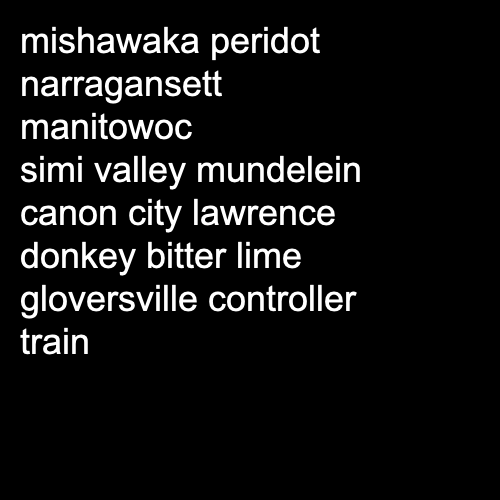 mishawaka peridot
narragansett
manitowoc
simi valley mundelein
canon city lawrence
donkey bitter lime
gloversville controller
train